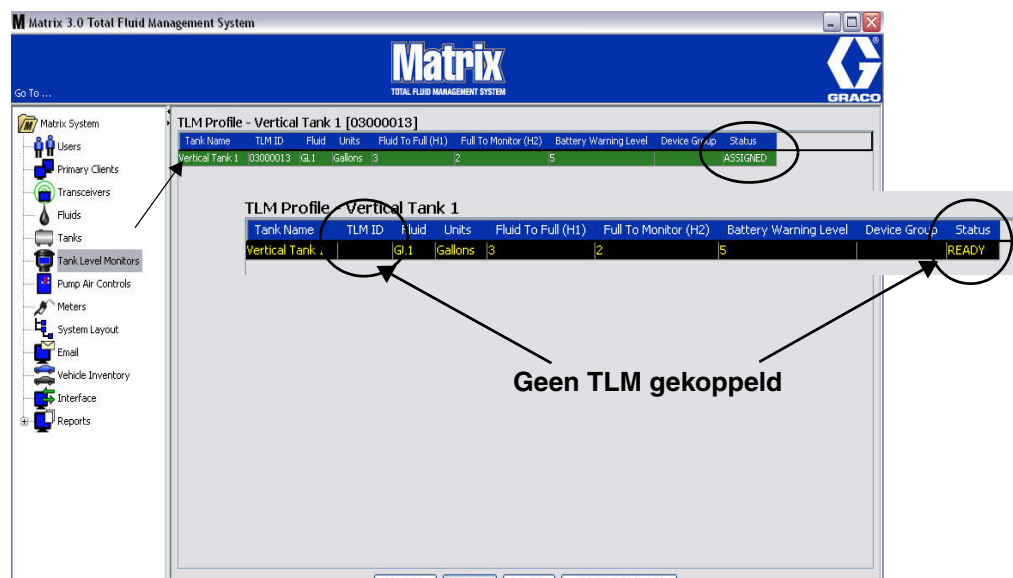 Matrix 3.0 Total Fluid Management System
Matrix
TOTAL FLUID MANAGEMENT SYSTEM
GRACO
Go To ...
Matrix System
Users
Primary Clients
Transceivers
Fluids
Tanks
Tank Level Monitors
Pump Air Controls
Meters
System Layout
Email
Vehicle Inventory
Interface
Reports
TLM Profile - Vertical Tank 1 [03000013]
Tank Name TLM ID Fluid Units Fluid To Full (H1) Full To Monitor (H2) Battery Warning Level Device Group Status
Vertical Tank 1 03000013 GL1 Gallons 3 2 5 ASSIGNED
TLM Profile - Vertical Tank 1
Tank Name TLM ID Fluid Units Fluid To Full (H1) Full To Monitor (H2) Battery Warning Level Device Group Status
Vertical Tank 1 GL1 Gallons 3 2 5 READY
Geen TLM gekoppeld